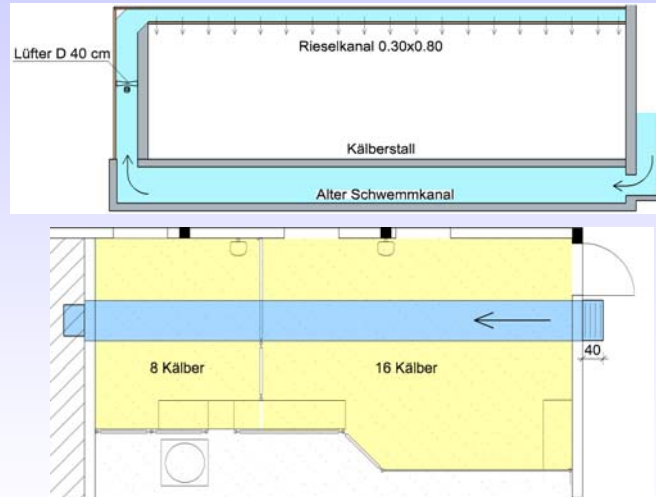 Lüfter D 40 cm
Rieselkanal 0.30x0.80
Kälberstall
Alter Schwemmkanal
40
8 Kälber
16 Kälber